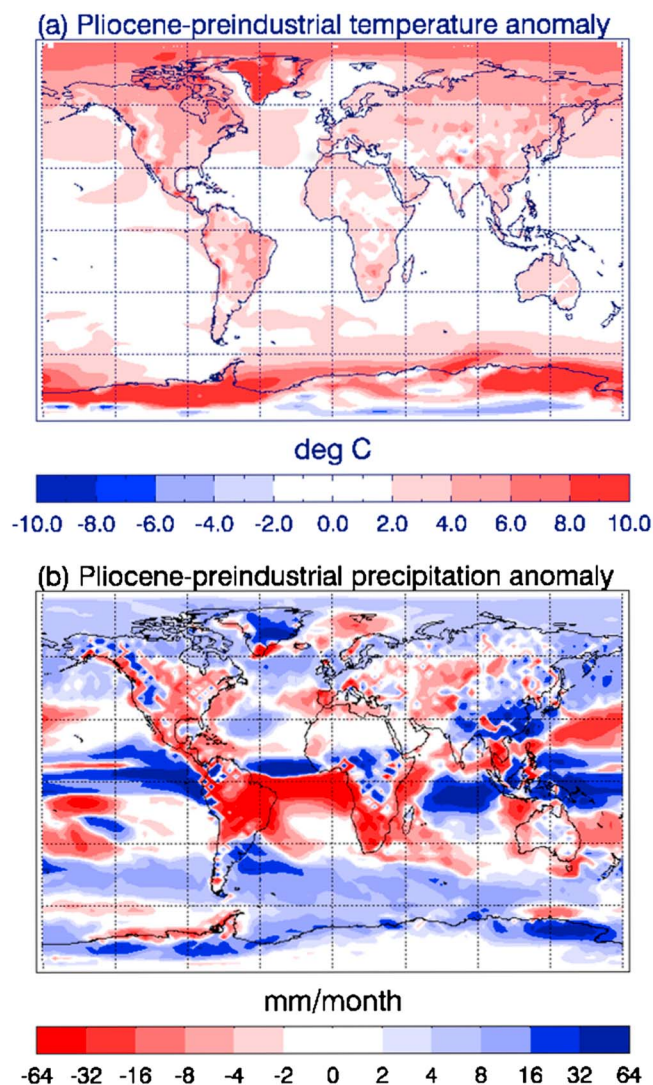 (a) Pliocene-preindustrial temperature anomaly
deg C
-10.0 -8.0 -6.0 -4.0 -2.0 0.0 2.0 4.0 6.0 8.0 10.0
(b) Pliocene-preindustrial precipitation anomaly
mm/month
-64 -32 -16 -8 -4 -2 0 2 4 8 16 32 64